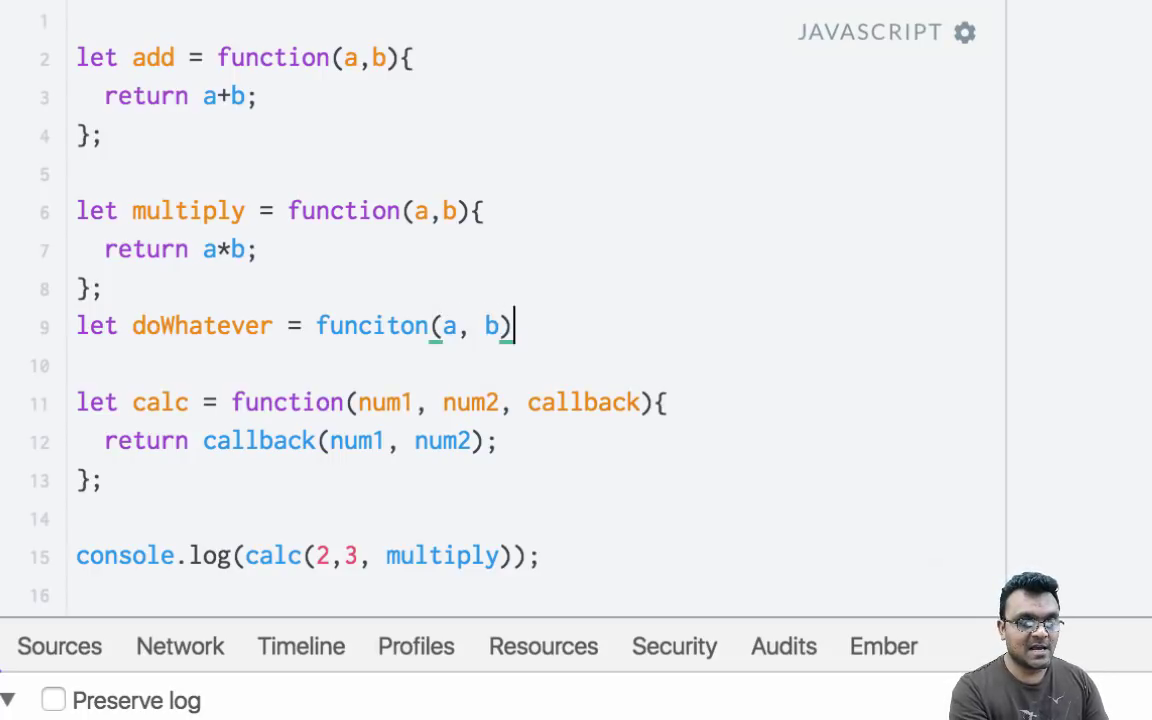 1
JAVASCRIPT
2 let add = function(a,b){
3 return a+b;
4 };
5
6 let multiply = function(a,b){
7 return a*b;
8 };
9 let doWhatever = funciton(a, b)
10
11 let calc = function(num1, num2, callback){
12 return callback(num1, num2);
13 };
14
15 console.log(calc(2,3, multiply));
16
Sources Network Timeline Profiles Resources Security Audits Ember
Preserve log